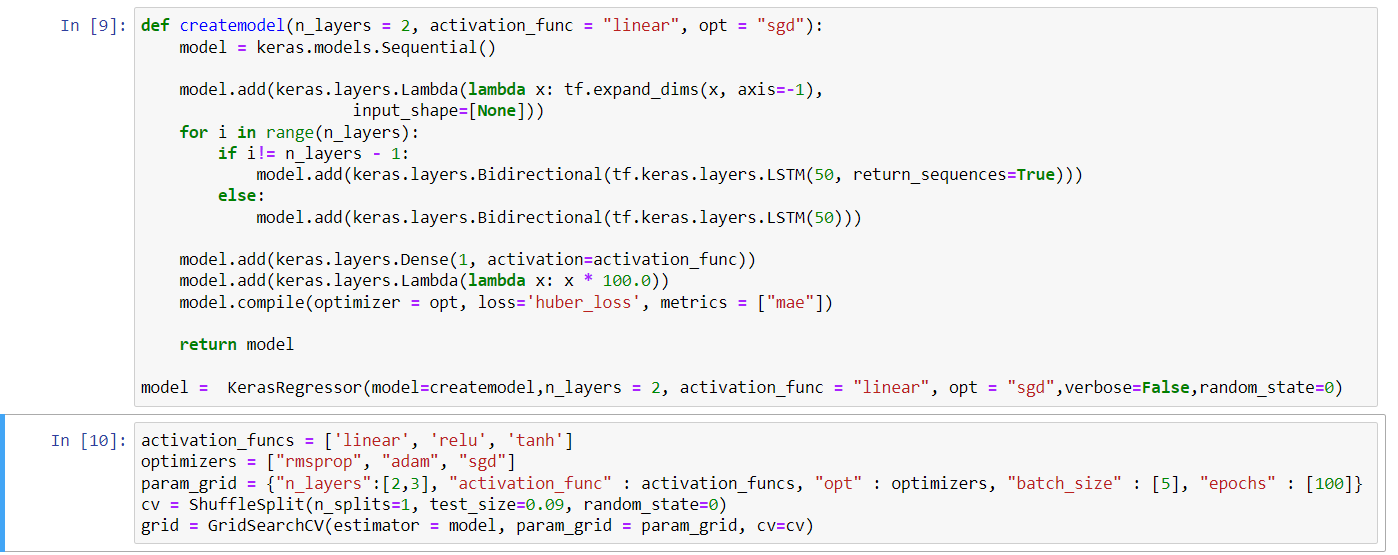 In [9]: def createmodel(n_layers = 2, activation_func = "linear", opt = "sgd"):
    model = keras.models.Sequential()

    model.add(keras.layers.Lambda(lambda x: tf.expand_dims(x, axis=-1),
                      input_shape=[None]))
    for i in range(n_layers):
        if i!= n_layers - 1:
            model.add(keras.layers.Bidirectional(tf.keras.layers.LSTM(50, return_sequences=True)))
        else:
            model.add(keras.layers.Bidirectional(tf.keras.layers.LSTM(50)))

    model.add(keras.layers.Dense(1, activation=activation_func))
    model.add(keras.layers.Lambda(lambda x: x * 100.0))
    model.compile(optimizer = opt, loss='huber_loss', metrics = ["mae"])

    return model

model =  KerasRegressor(model=createmodel,n_layers = 2, activation_func = "linear", opt = "sgd",verbose=False,random_state=0)
In [10]: activation_funcs = ['linear', 'relu', 'tanh']
optimizers = ["rmsprop", "adam", "sgd"]
param_grid = {"n_layers":[2,3], "activation_func" : activation_funcs, "opt" : optimizers, "batch_size" : [5], "epochs" : [100]}
cv = ShuffleSplit(n_splits=1, test_size=0.09, random_state=0)
grid = GridSearchCV(estimator = model, param_grid = param_grid, cv=cv)